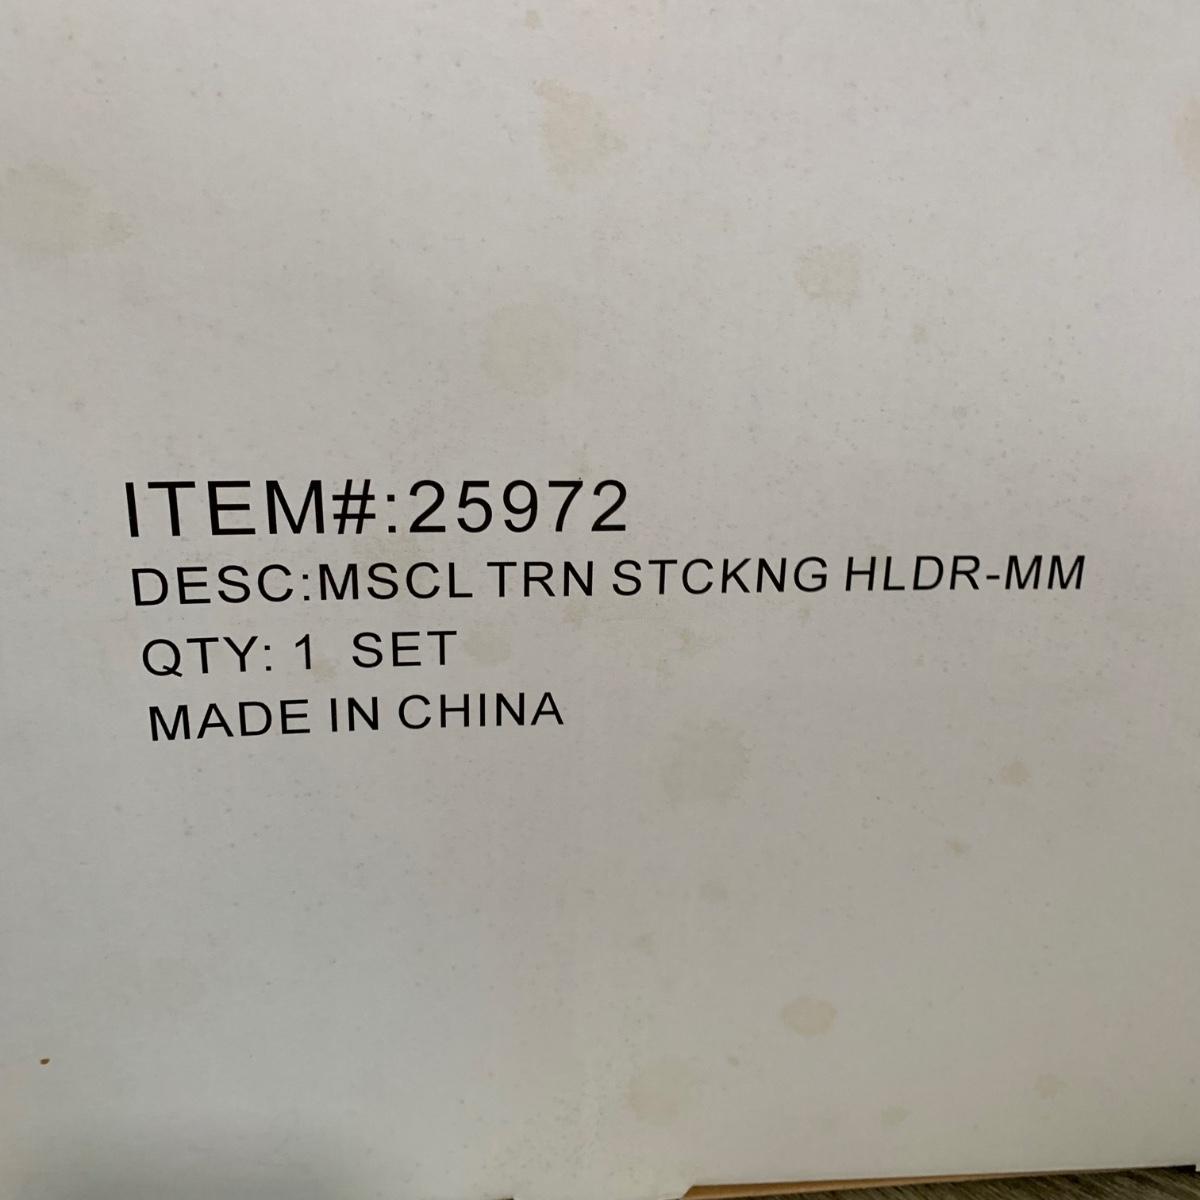 ITEM#:25972
DESC:MSCL TRN STCKNG HLDR-MM
QTY: 1 SET
MADE IN CHINA